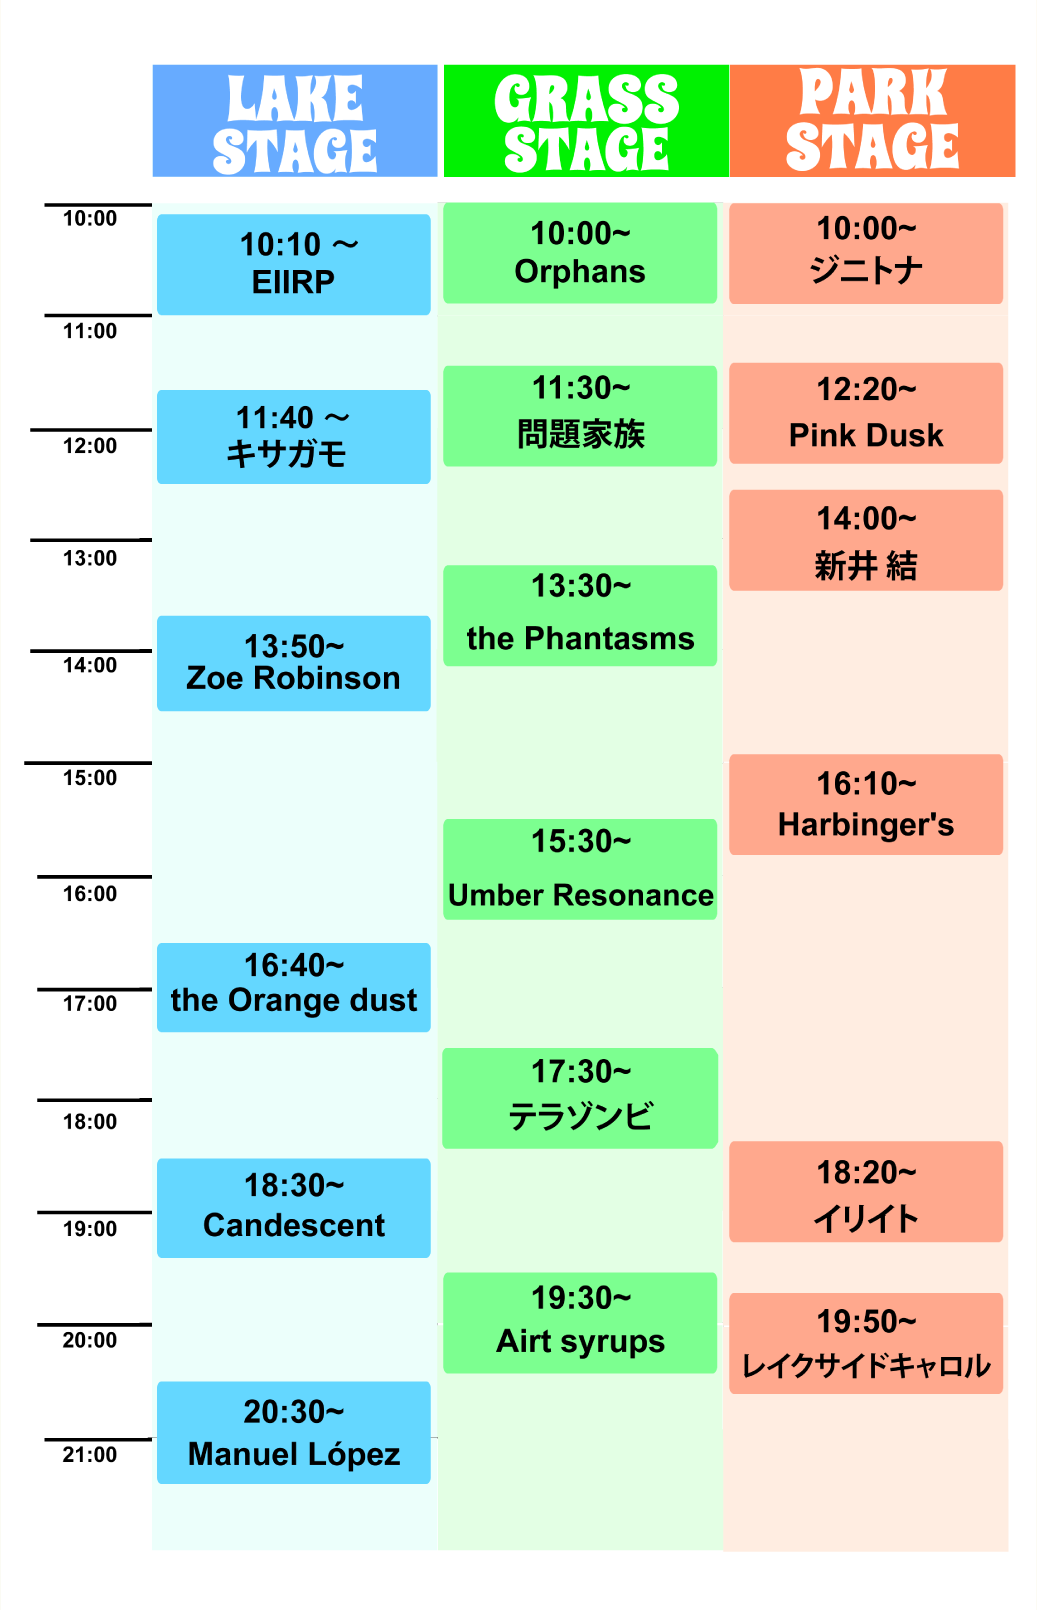 LAKE
STAGE
GRASS
STAGE
PARK
STAGE
10:00
11:00
12:00
13:00
14:00
15:00
16:00
17:00
18:00
19:00
20:00
21:00
10:10 ～
EIIRP
11:40 ～
キサガモ
13:50~
Zoe Robinson
16:40~
the Orange dust
18:30~
Candescent
20:30~
Manuel López
10:00~
Orphans
11:30~
問題家族
13:30~
the Phantasms
15:30~
Umber Resonance
17:30~
テラゾンビ
19:30~
Airt syrups
10:00~
ジニトナ
12:20~
Pink Dusk
14:00~
新井 結
16:10~
Harbinger's
18:20~
イリイト
19:50~
レイクサイドキャロル